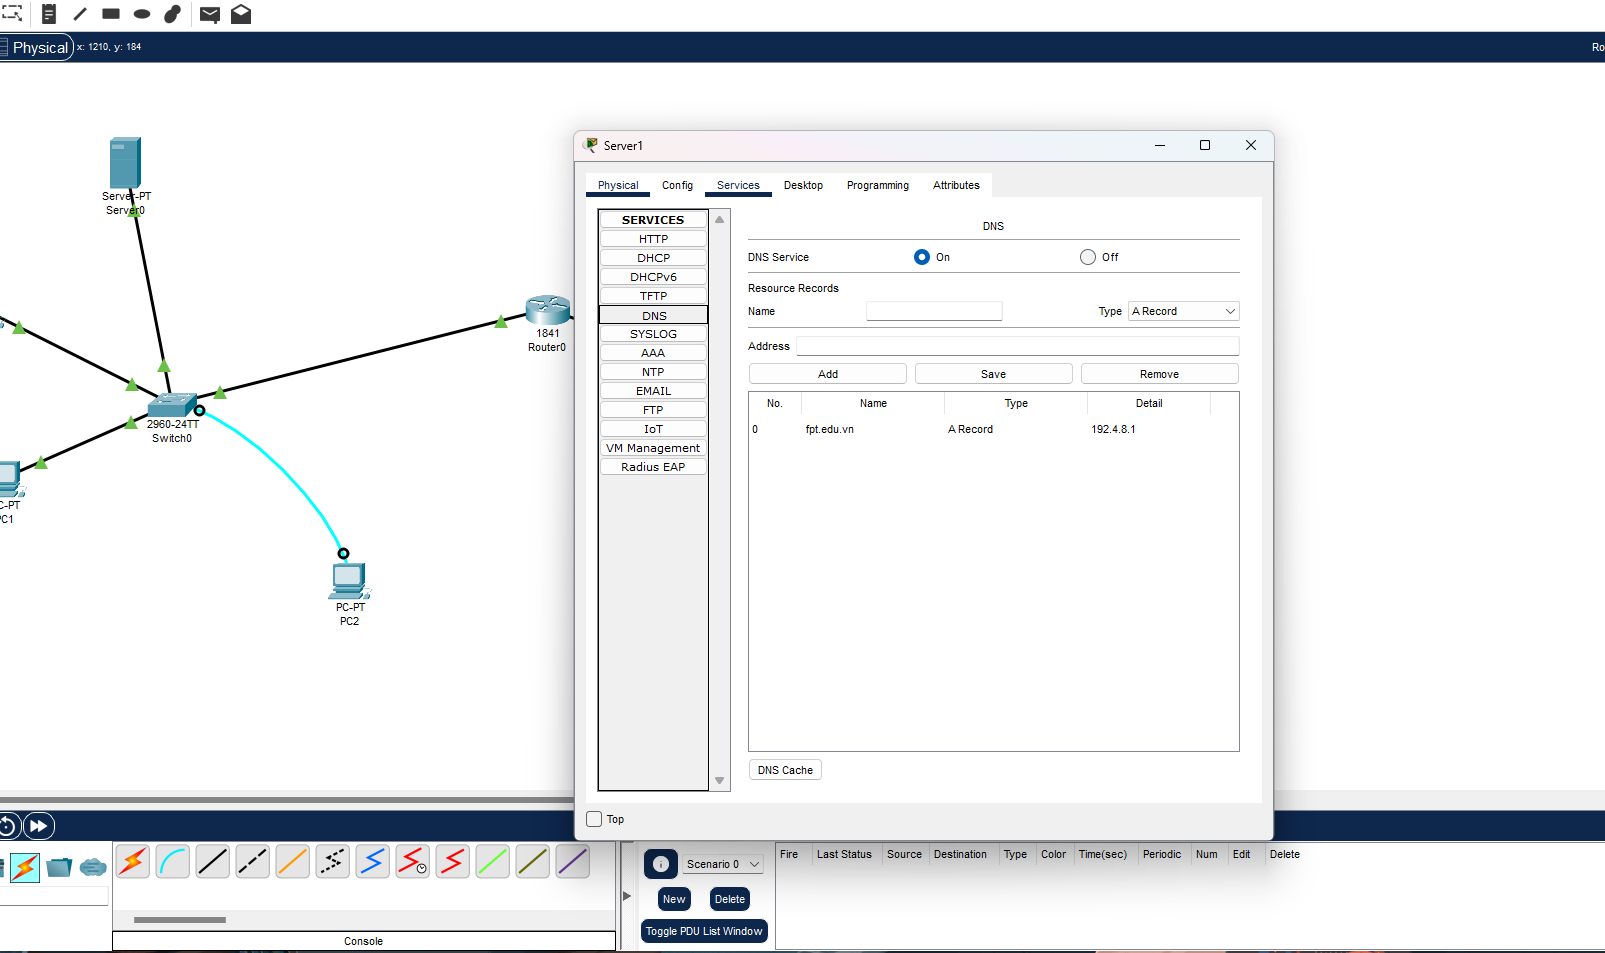 Physical
x: 1210, y: 184
Ro
Server-PT
Server0
1841
Router0
2960-24TT
Switch0
C-PT
PC1
PC-PT
PC2
Server1
Physical Config Services Desktop Programming Attributes
SERVICES
HTTP
DHCP
DHCPv6
TFTP
DNS
SYSLOG
AAA
NTP
EMAIL
FTP
IoT
VM Management
Radius EAP
DNS
DNS Service On Off
Resource Records
Name Type A Record
Address
Add Save Remove
No. Name Type Detail
0 fpt.edu.vn A Record 192.4.8.1
DNS Cache
Top
Scenario 0
New Delete
Toggle PDU List Window
Fire Last Status Source Destination Type Color Time(sec) Periodic Num Edit Delete
Console